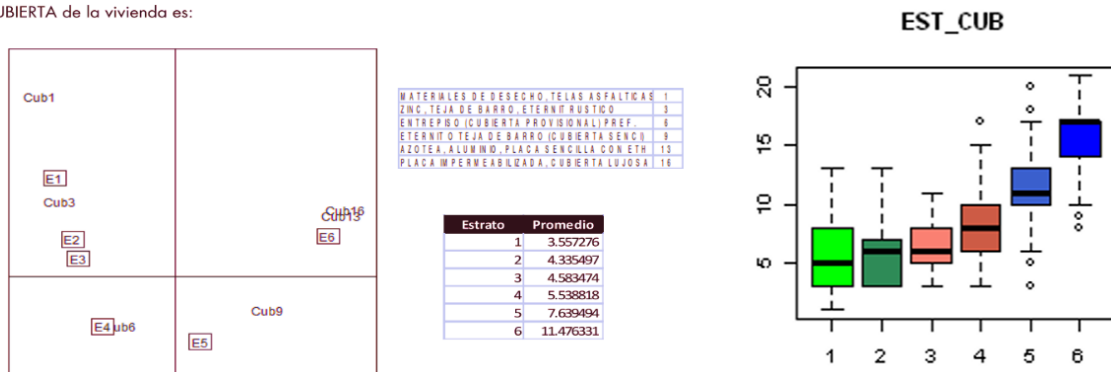 UBIERTA de la vivienda es:
Cub1
E1
Cub3
E2
E3
Cub16
Cub13
E6
E4 ub6
Cub9
E5
MATERIALES DE DESECHO, TELAS ASFALTICAS 1
ZINC, TEJA DE BARRO, ETERNIT RUSTICO 3
ENTREPISO (CUBIERTA PROVISIONAL) PREF. 6
ETERNIT O TEJA DE BARRO (CUBIERTA SENCI) 9
AZOTEA, ALUMINIO, PLACA SENCILLA CON ETH 13
PLACA IMPERMEABILIZADA, CUBIERTA LUJOSA 16
Estrato Promedio
1 3.557276
2 4.335497
3 4.583474
4 5.538818
5 7.639494
6 11.476331
EST_CUB
20
15
10
5
1 2 3 4 5 6